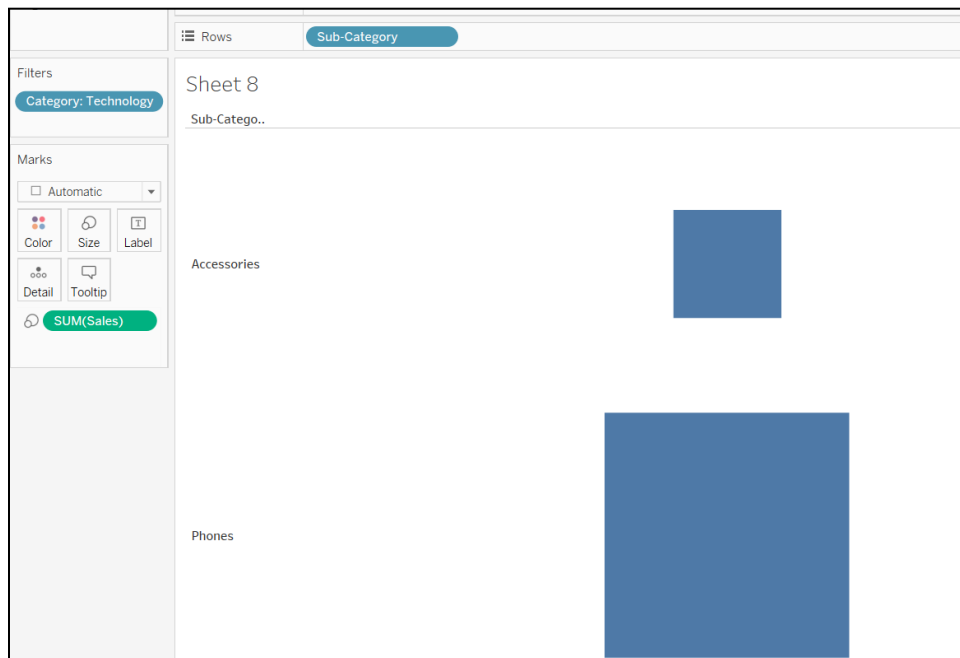 Rows
Sub-Category
Filters
Category: Technology
Marks
Automatic
Color Size T Label
Detail Tooltip
SUM(Sales)
Sheet 8
Sub-Catego..
Accessories
Phones